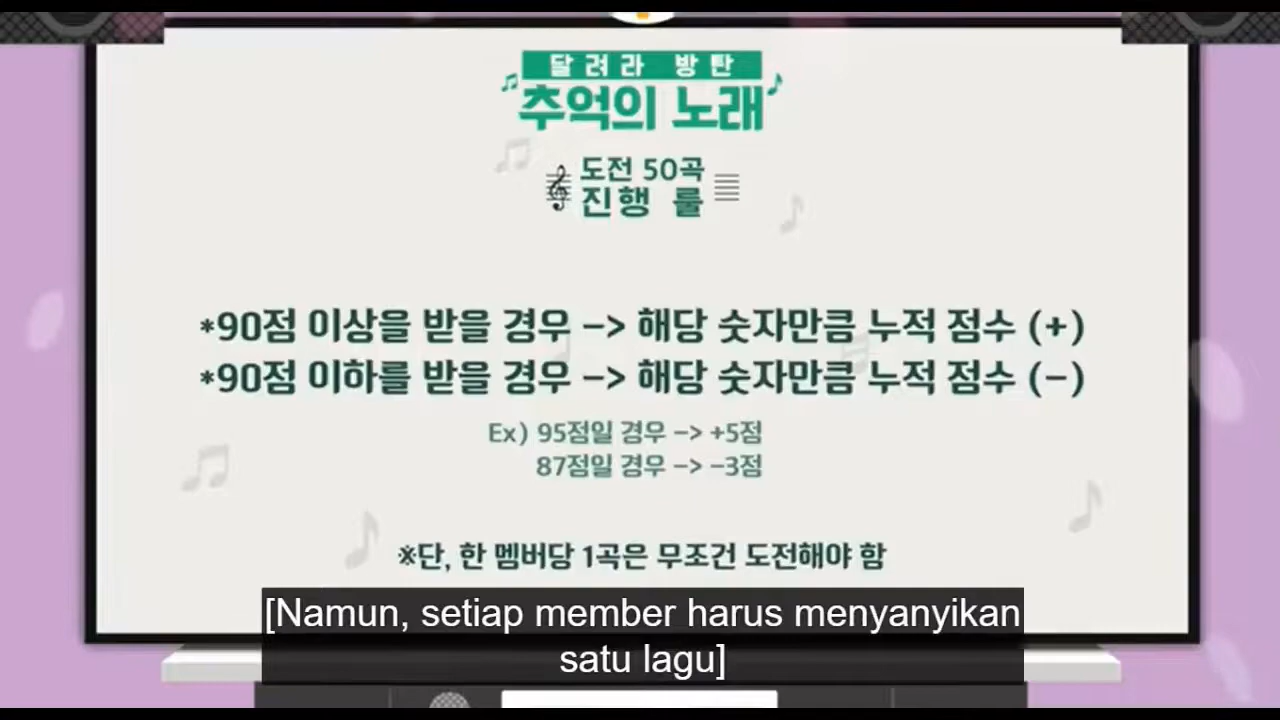 달려라 방탄
추억의 노래
도전 50곡
진행 룰
*90점 이상을 받을 경우 -> 해당 숫자만큼 누적 점수 (+)
*90점 이하를 받을 경우 -> 해당 숫자만큼 누적 점수 (-)
Ex) 95점일 경우 -> +5점
87점일 경우 -> -3점
※단, 한 멤버당 1곡은 무조건 도전해야 함
[Namun, setiap member harus menyanyikan
satu lagu]